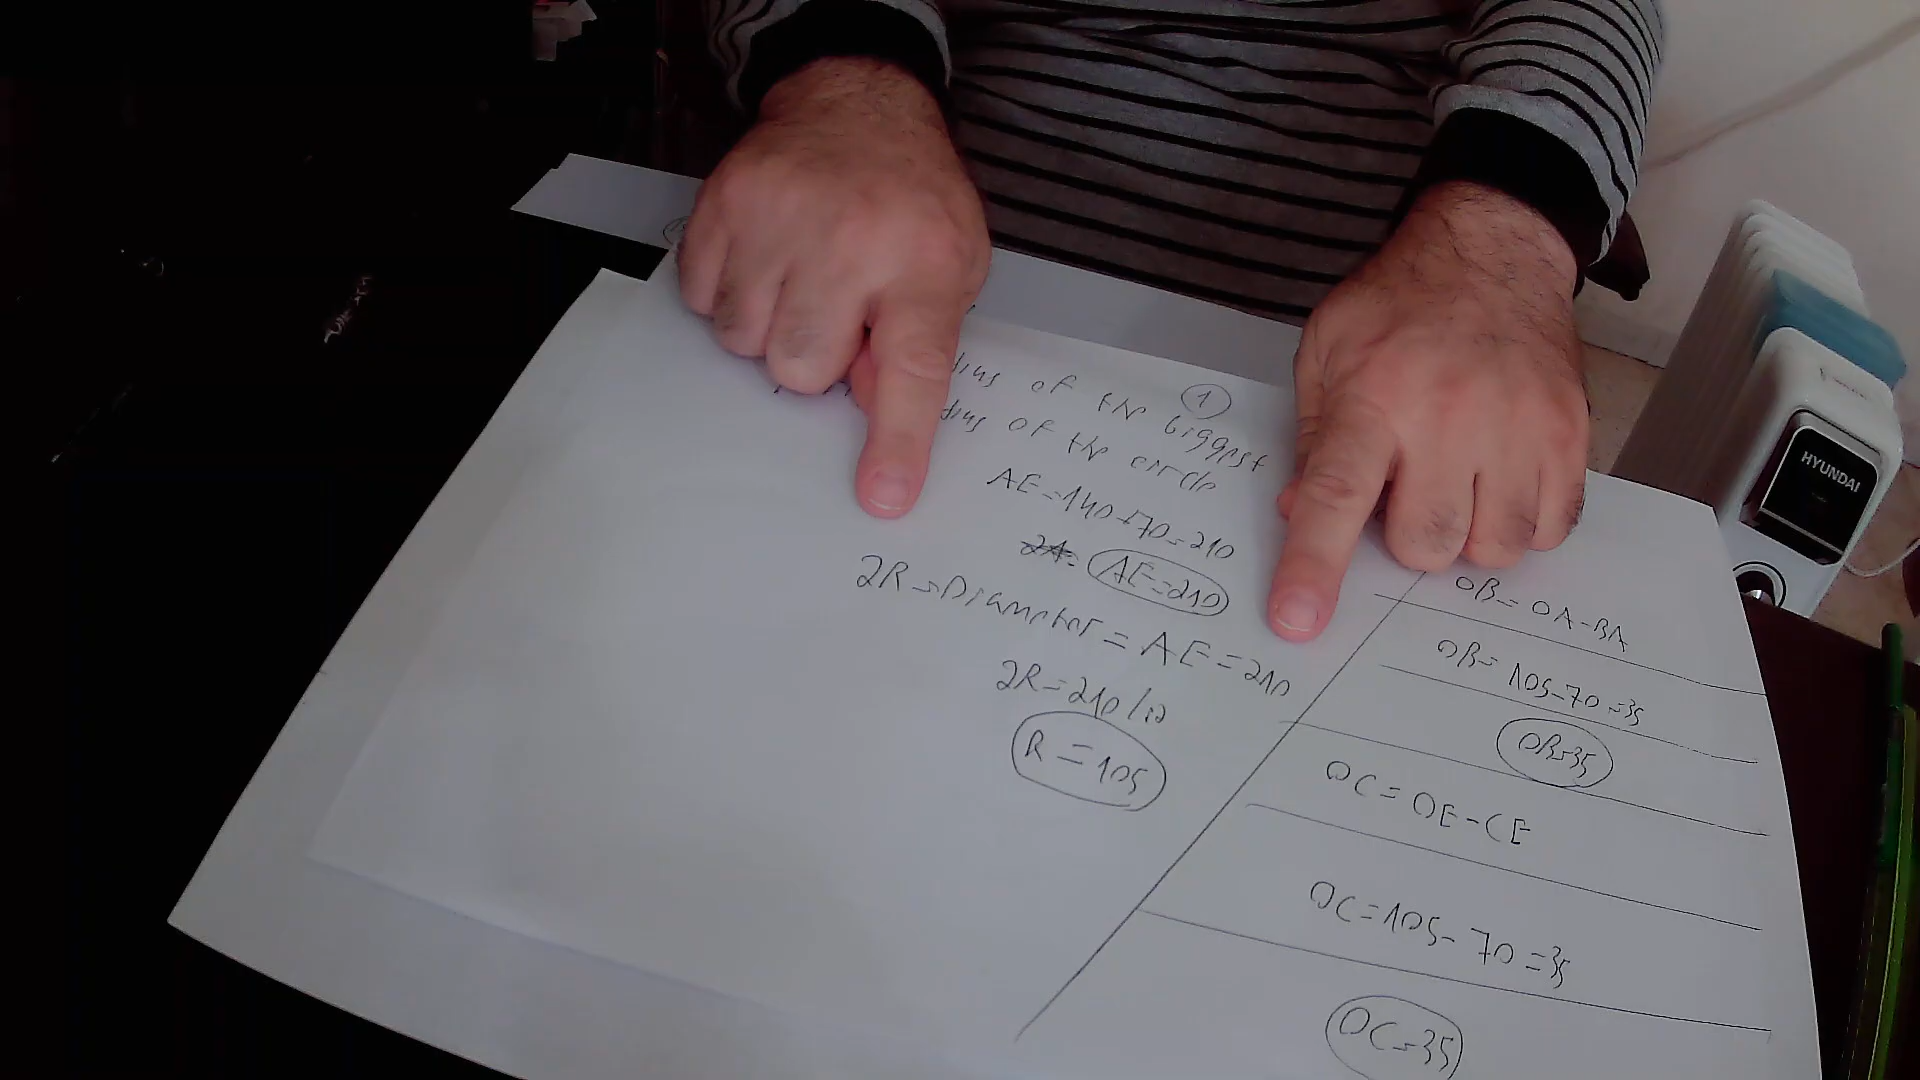 1
of the biggest
of the circle
AE=140+70=210
AE=210
2R=Diameter=AE=210
2R=210/2
R=105
OB=OA-BA
OB=105-70=35
OB=35
OC=OE-CE
OC=105-70=35
OC=35
HYUNDAI